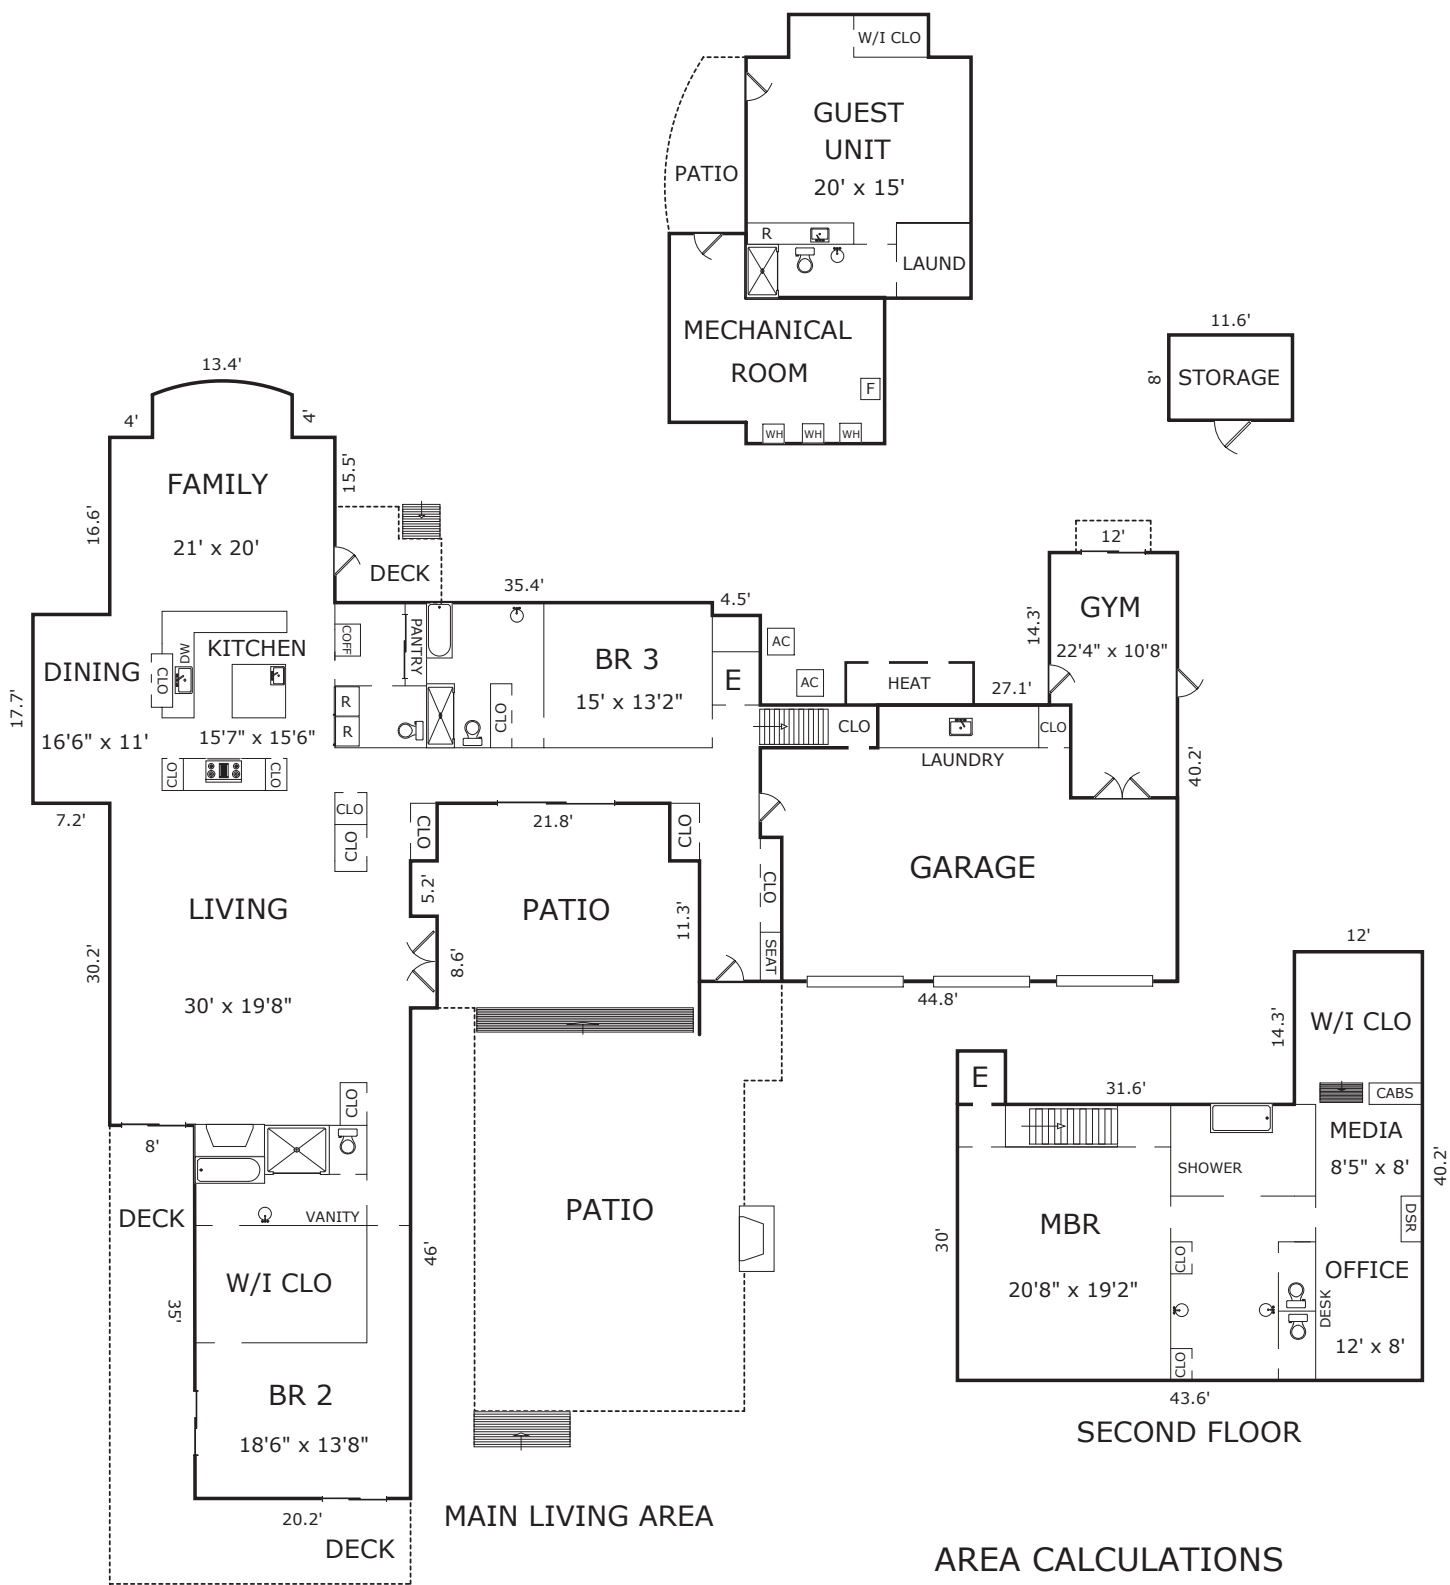 W/I CLO
GUEST
UNIT
20' x 15'
PATIO
R
LAUND
MECHANICAL
ROOM
F
WH
WH
WH
11.6'
8'
STORAGE
13.4'
4'
4'
FAMILY
21' x 20'
15.5'
16.6'
DECK
35.4'
4.5'
12'
GYM
22'4" x 10'8"
14.3'
KITCHEN
15'7" x 15'6"
DW
CLO
COFF
PANTRY
R
R
DINING
16'6" x 11'
17.7'
BR 3
15' x 13'2"
CLO
E
AC
AC
HEAT
27.1'
CLO
CLO
LAUNDRY
40.2'
CLO
CLO
7.2'
CLO
CLO
CLO
21.8'
CLO
GARAGE
LIVING
30' x 19'8"
30.2'
5.2'
8.6'
PATIO
11.3'
CLO
SEAT
44.8'
12'
W/I CLO
14.3'
E
31.6'
CABS
CLO
8'
MEDIA
8'5" x 8'
SHOWER
40.2'
DECK
VANITY
PATIO
MBR
20'8" x 19'2"
30'
DSR
W/I CLO
46'
35'
CLO
OFFICE
12' x 8'
DESK
CLO
BR 2
18'6" x 13'8"
43.6'
SECOND FLOOR
20.2'
DECK
MAIN LIVING AREA
AREA CALCULATIONS